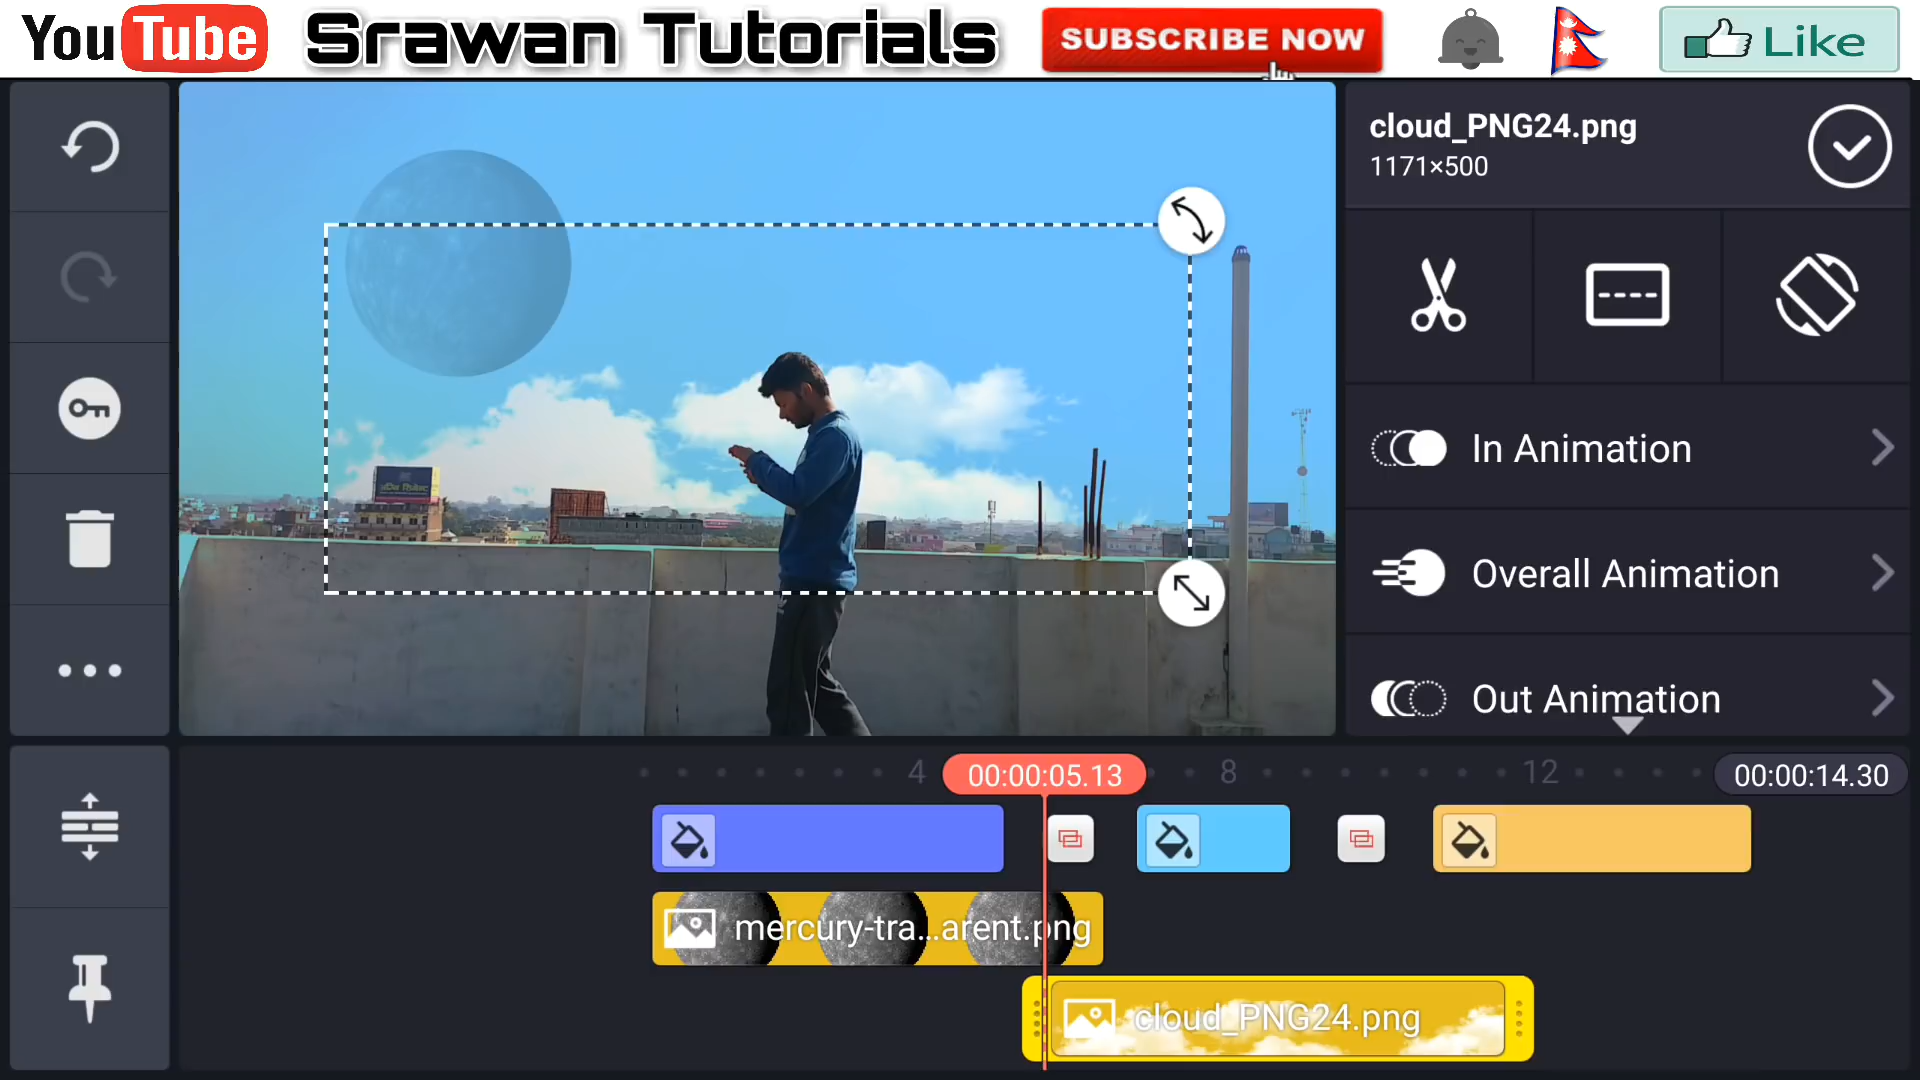 YouTube Srawan Tutorials SUBSCRIBE NOW Like
cloud_PNG24.png
1171×500
In Animation
Overall Animation
Out Animation
4 00:00:05.13 8 12 00:00:14.30
mercury-tra...arent.png
cloud_PNG24.png